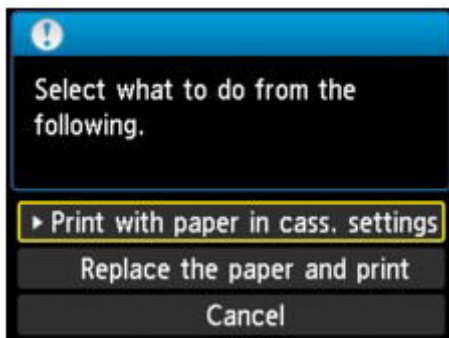 Select what to do from the
following.
Print with paper in cass. settings
Replace the paper and print
Cancel